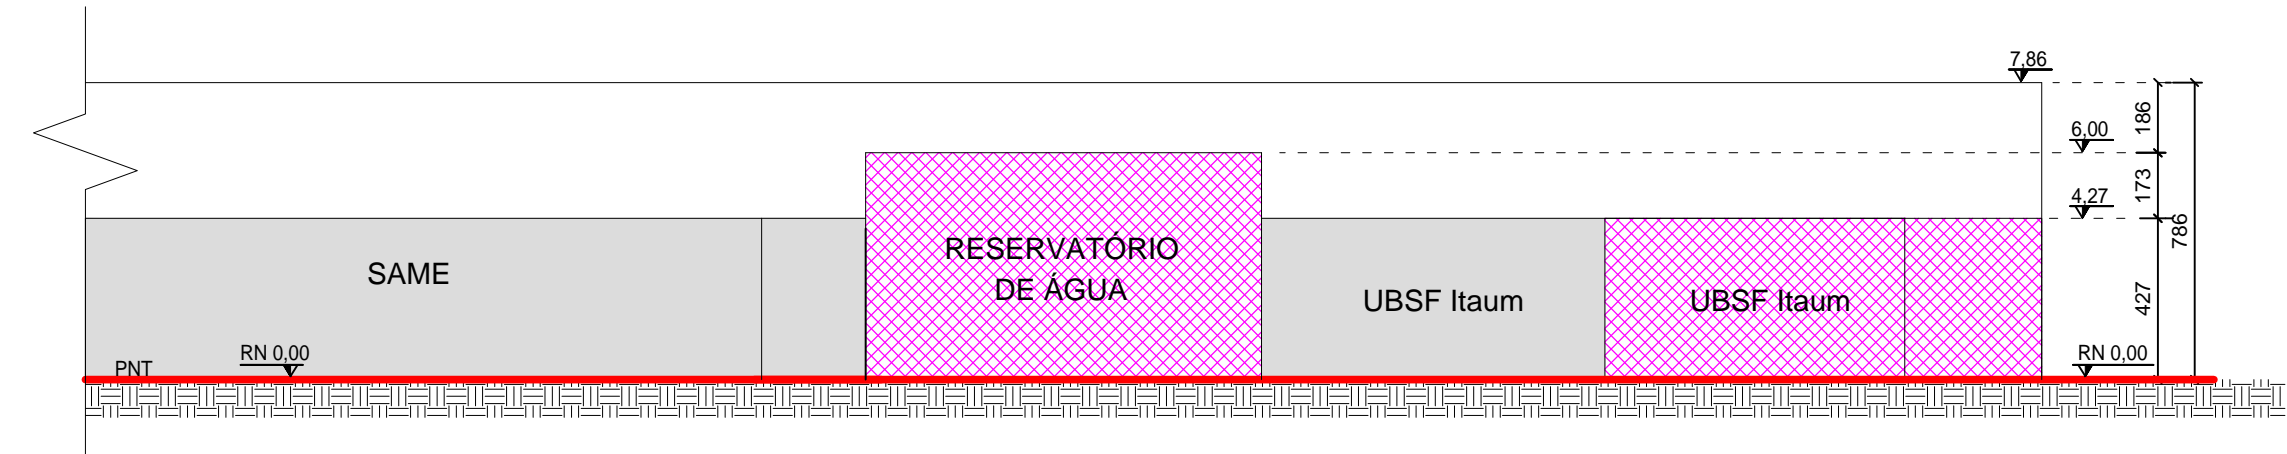 7,86
186
6,00
173
4,27
786
RESERVATÓRIO
DE ÁGUA
SAME
UBSF Itaum
UBSF Itaum
427
PNT
RN 0,00
RN 0,00